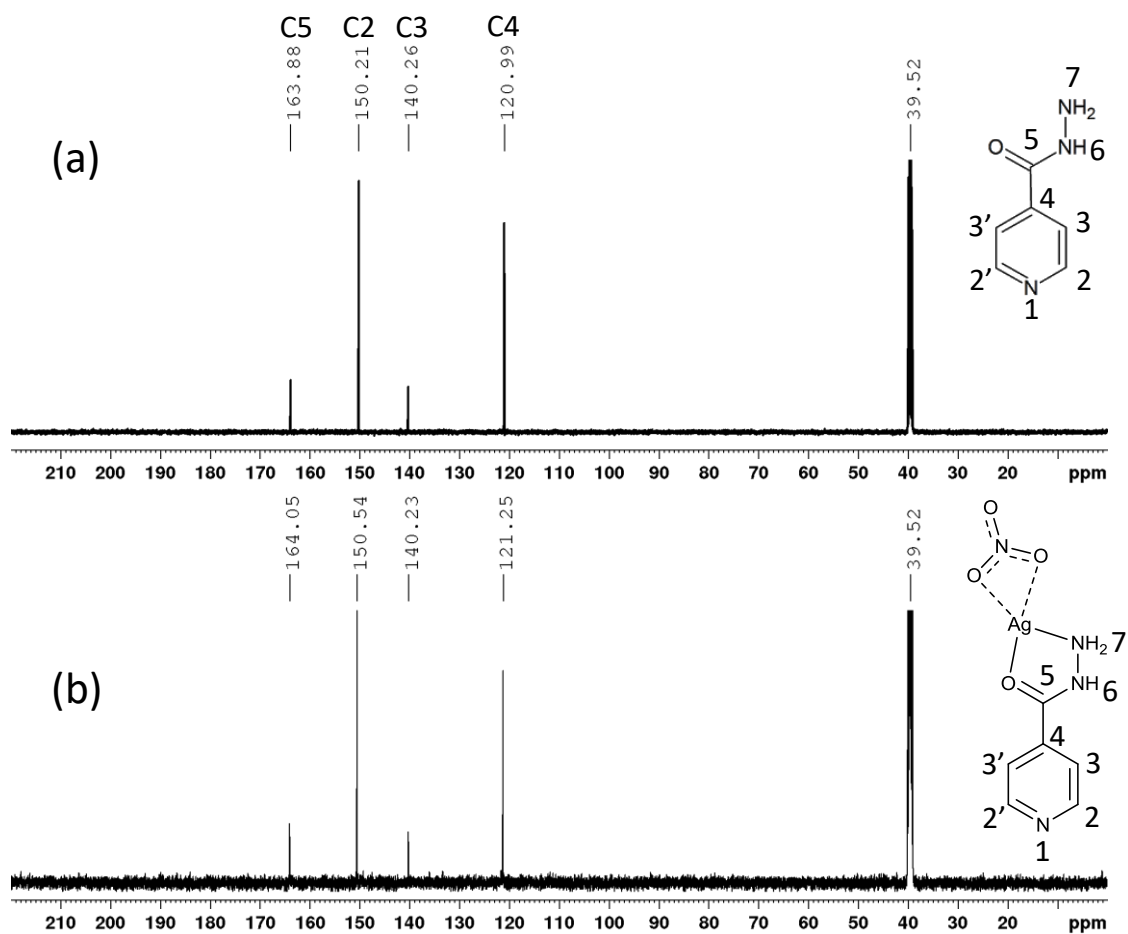 C5 C2 C3 C4
163.88 150.21 140.26 120.99 39.52
(a)
7
NH2
5
O NH 6
4
3' 3
2' 2
N
1
210 200 190 180 170 160 150 140 130 120 110 100 90 80 70 60 50 40 30 20 ppm
164.05 150.54 140.23 121.25 39.52
(b)
O
N O
O
Ag
NH2 7
O 5 NH 6
4
3' 3
2' 2
N
1
210 200 190 180 170 160 150 140 130 120 110 100 90 80 70 60 50 40 30 20 ppm